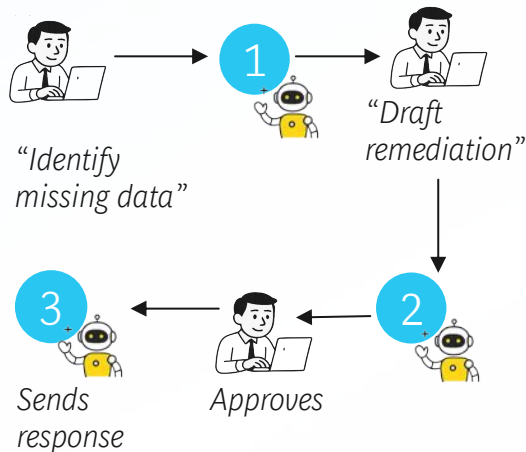 1
“Identify
missing data”
“Draft
remediation”
2
Approves
3
Sends
response